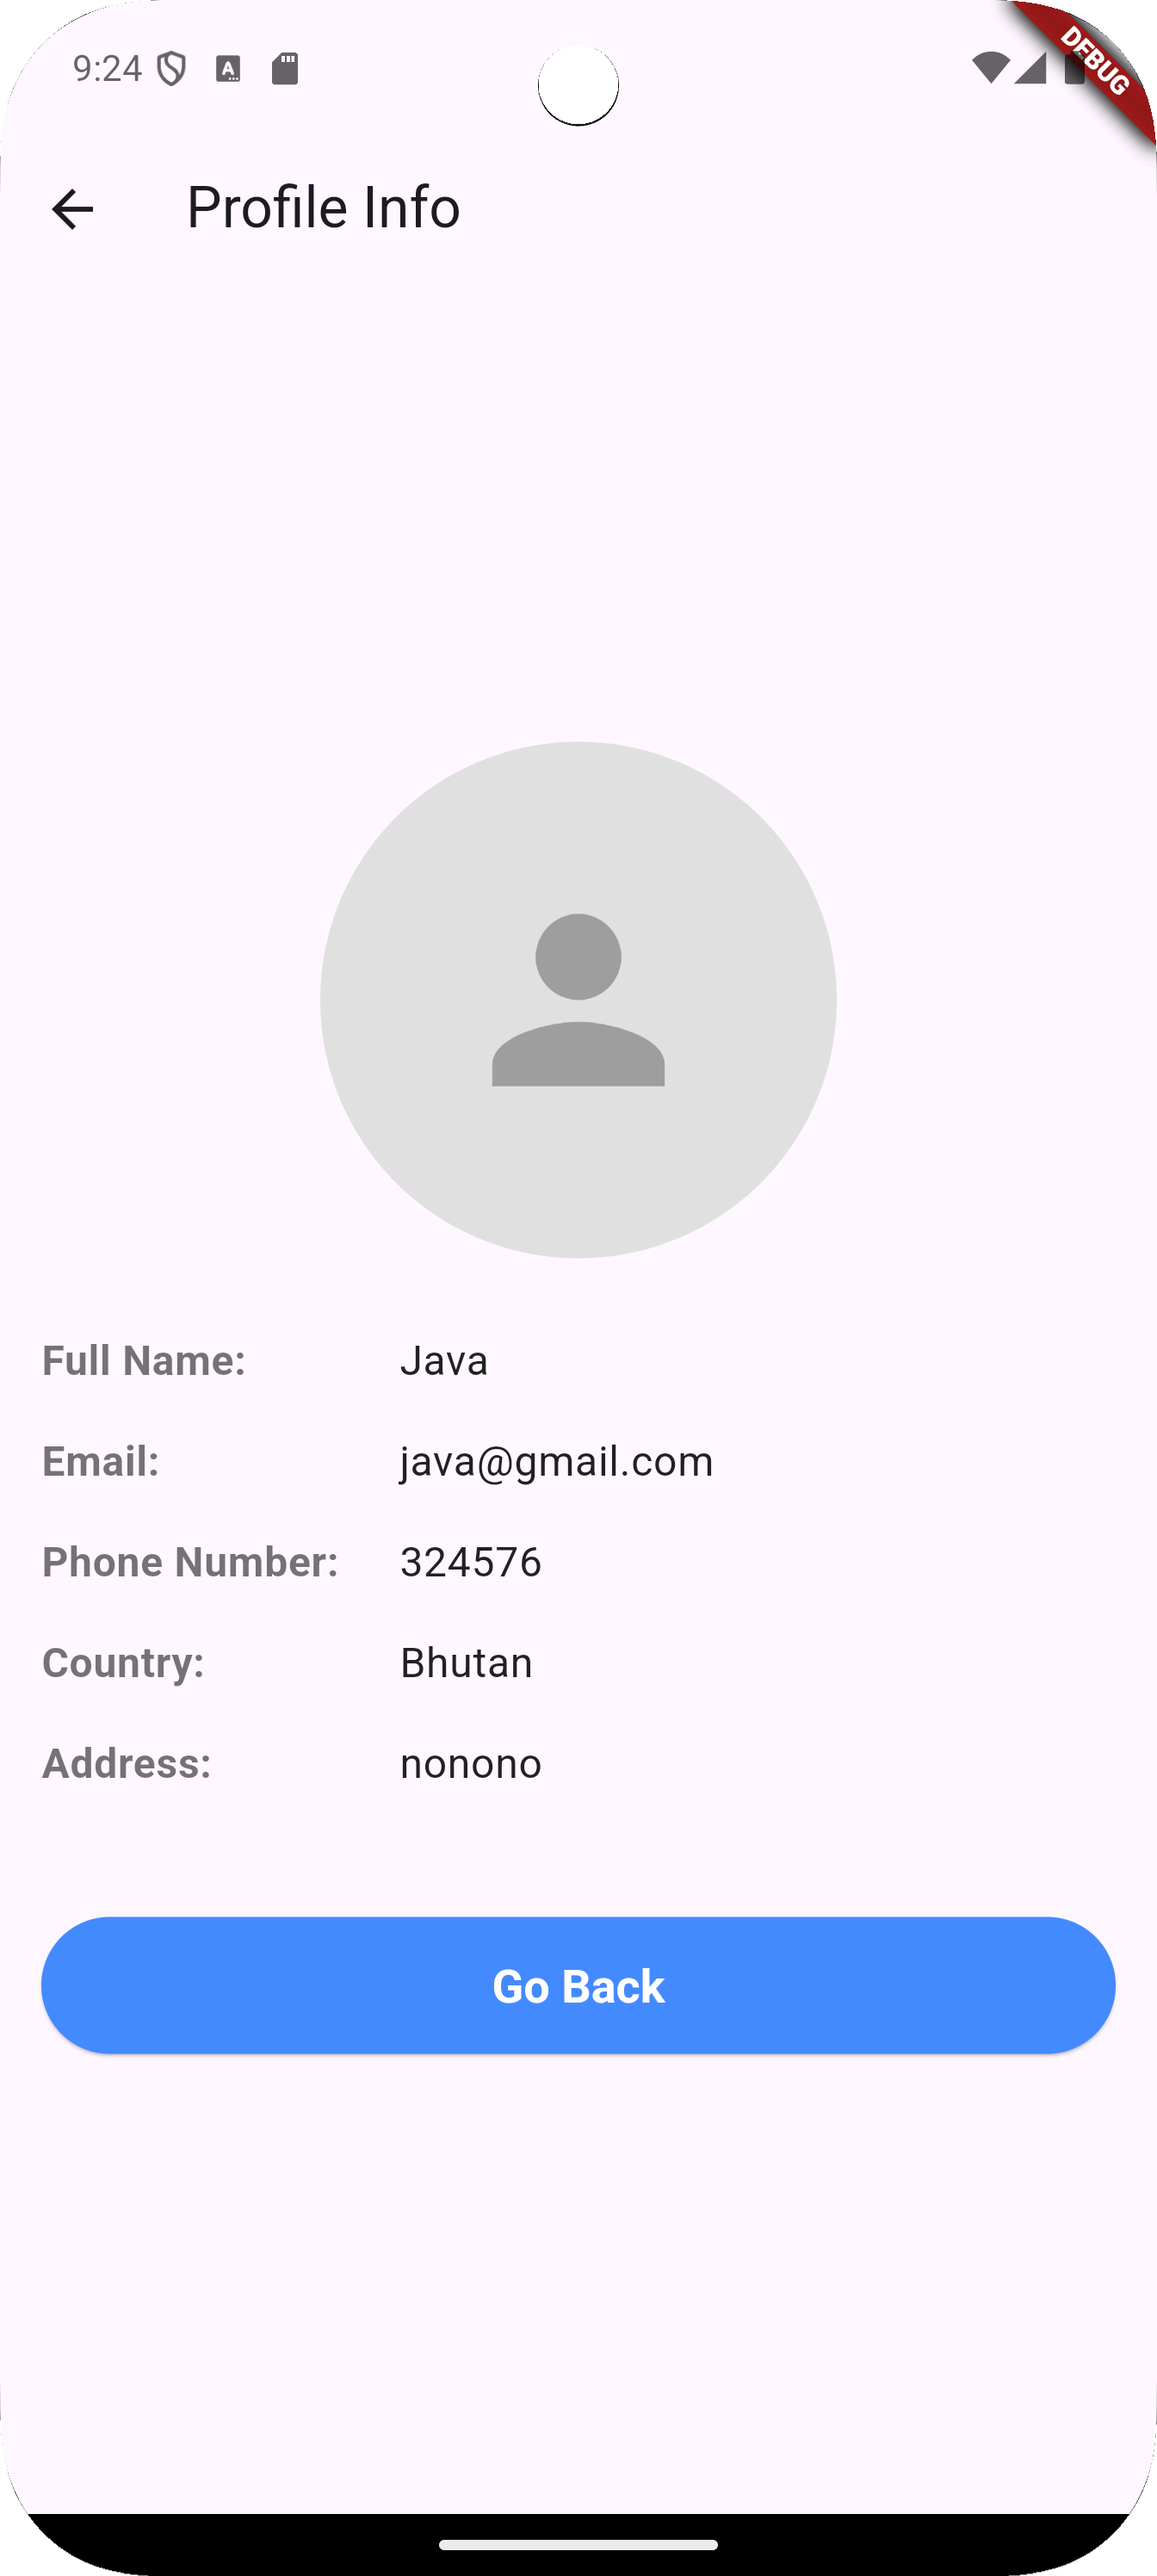 9:24
DEBUG
Profile Info
Full Name: Java
Email: java@gmail.com
Phone Number: 324576
Country: Bhutan
Address: nonono
Go Back